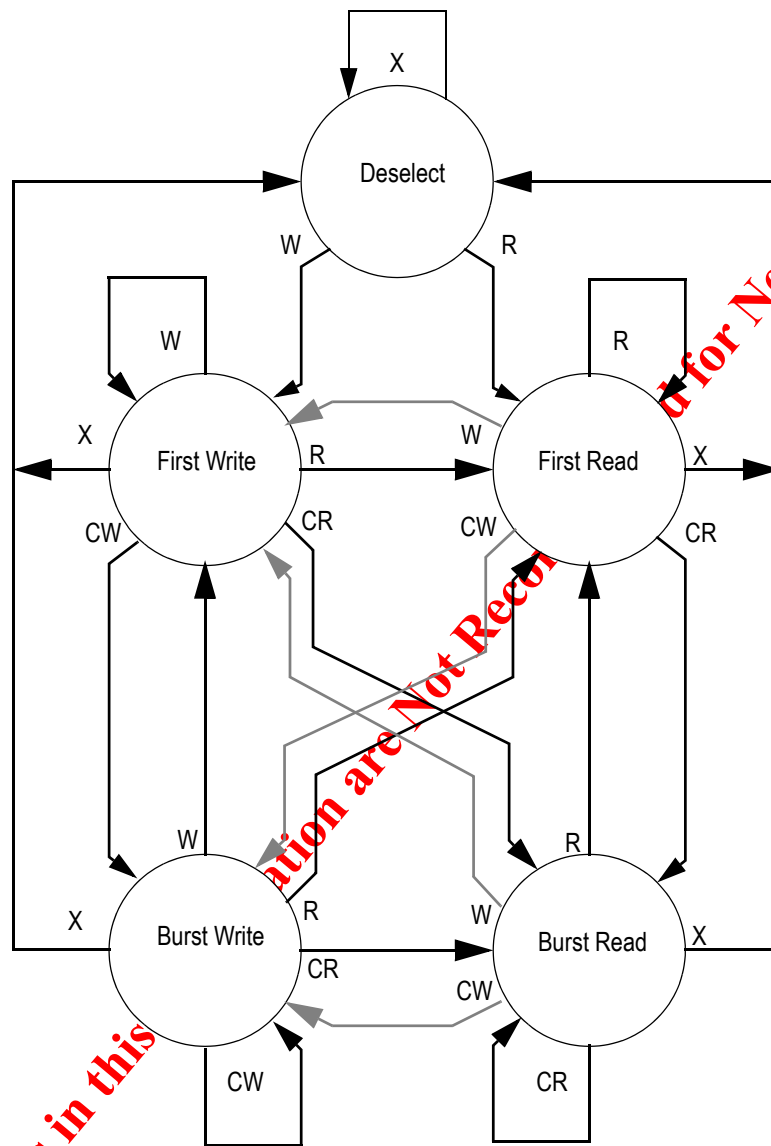 X
Deselect
W
R
W
R
X
First Write
R
W
First Read
X
CW
CR
CW
CR
W
R
X
Burst Write
R
CR
W
CW
Burst Read
X
CW
CR
in this
ation are Not Recor
d for